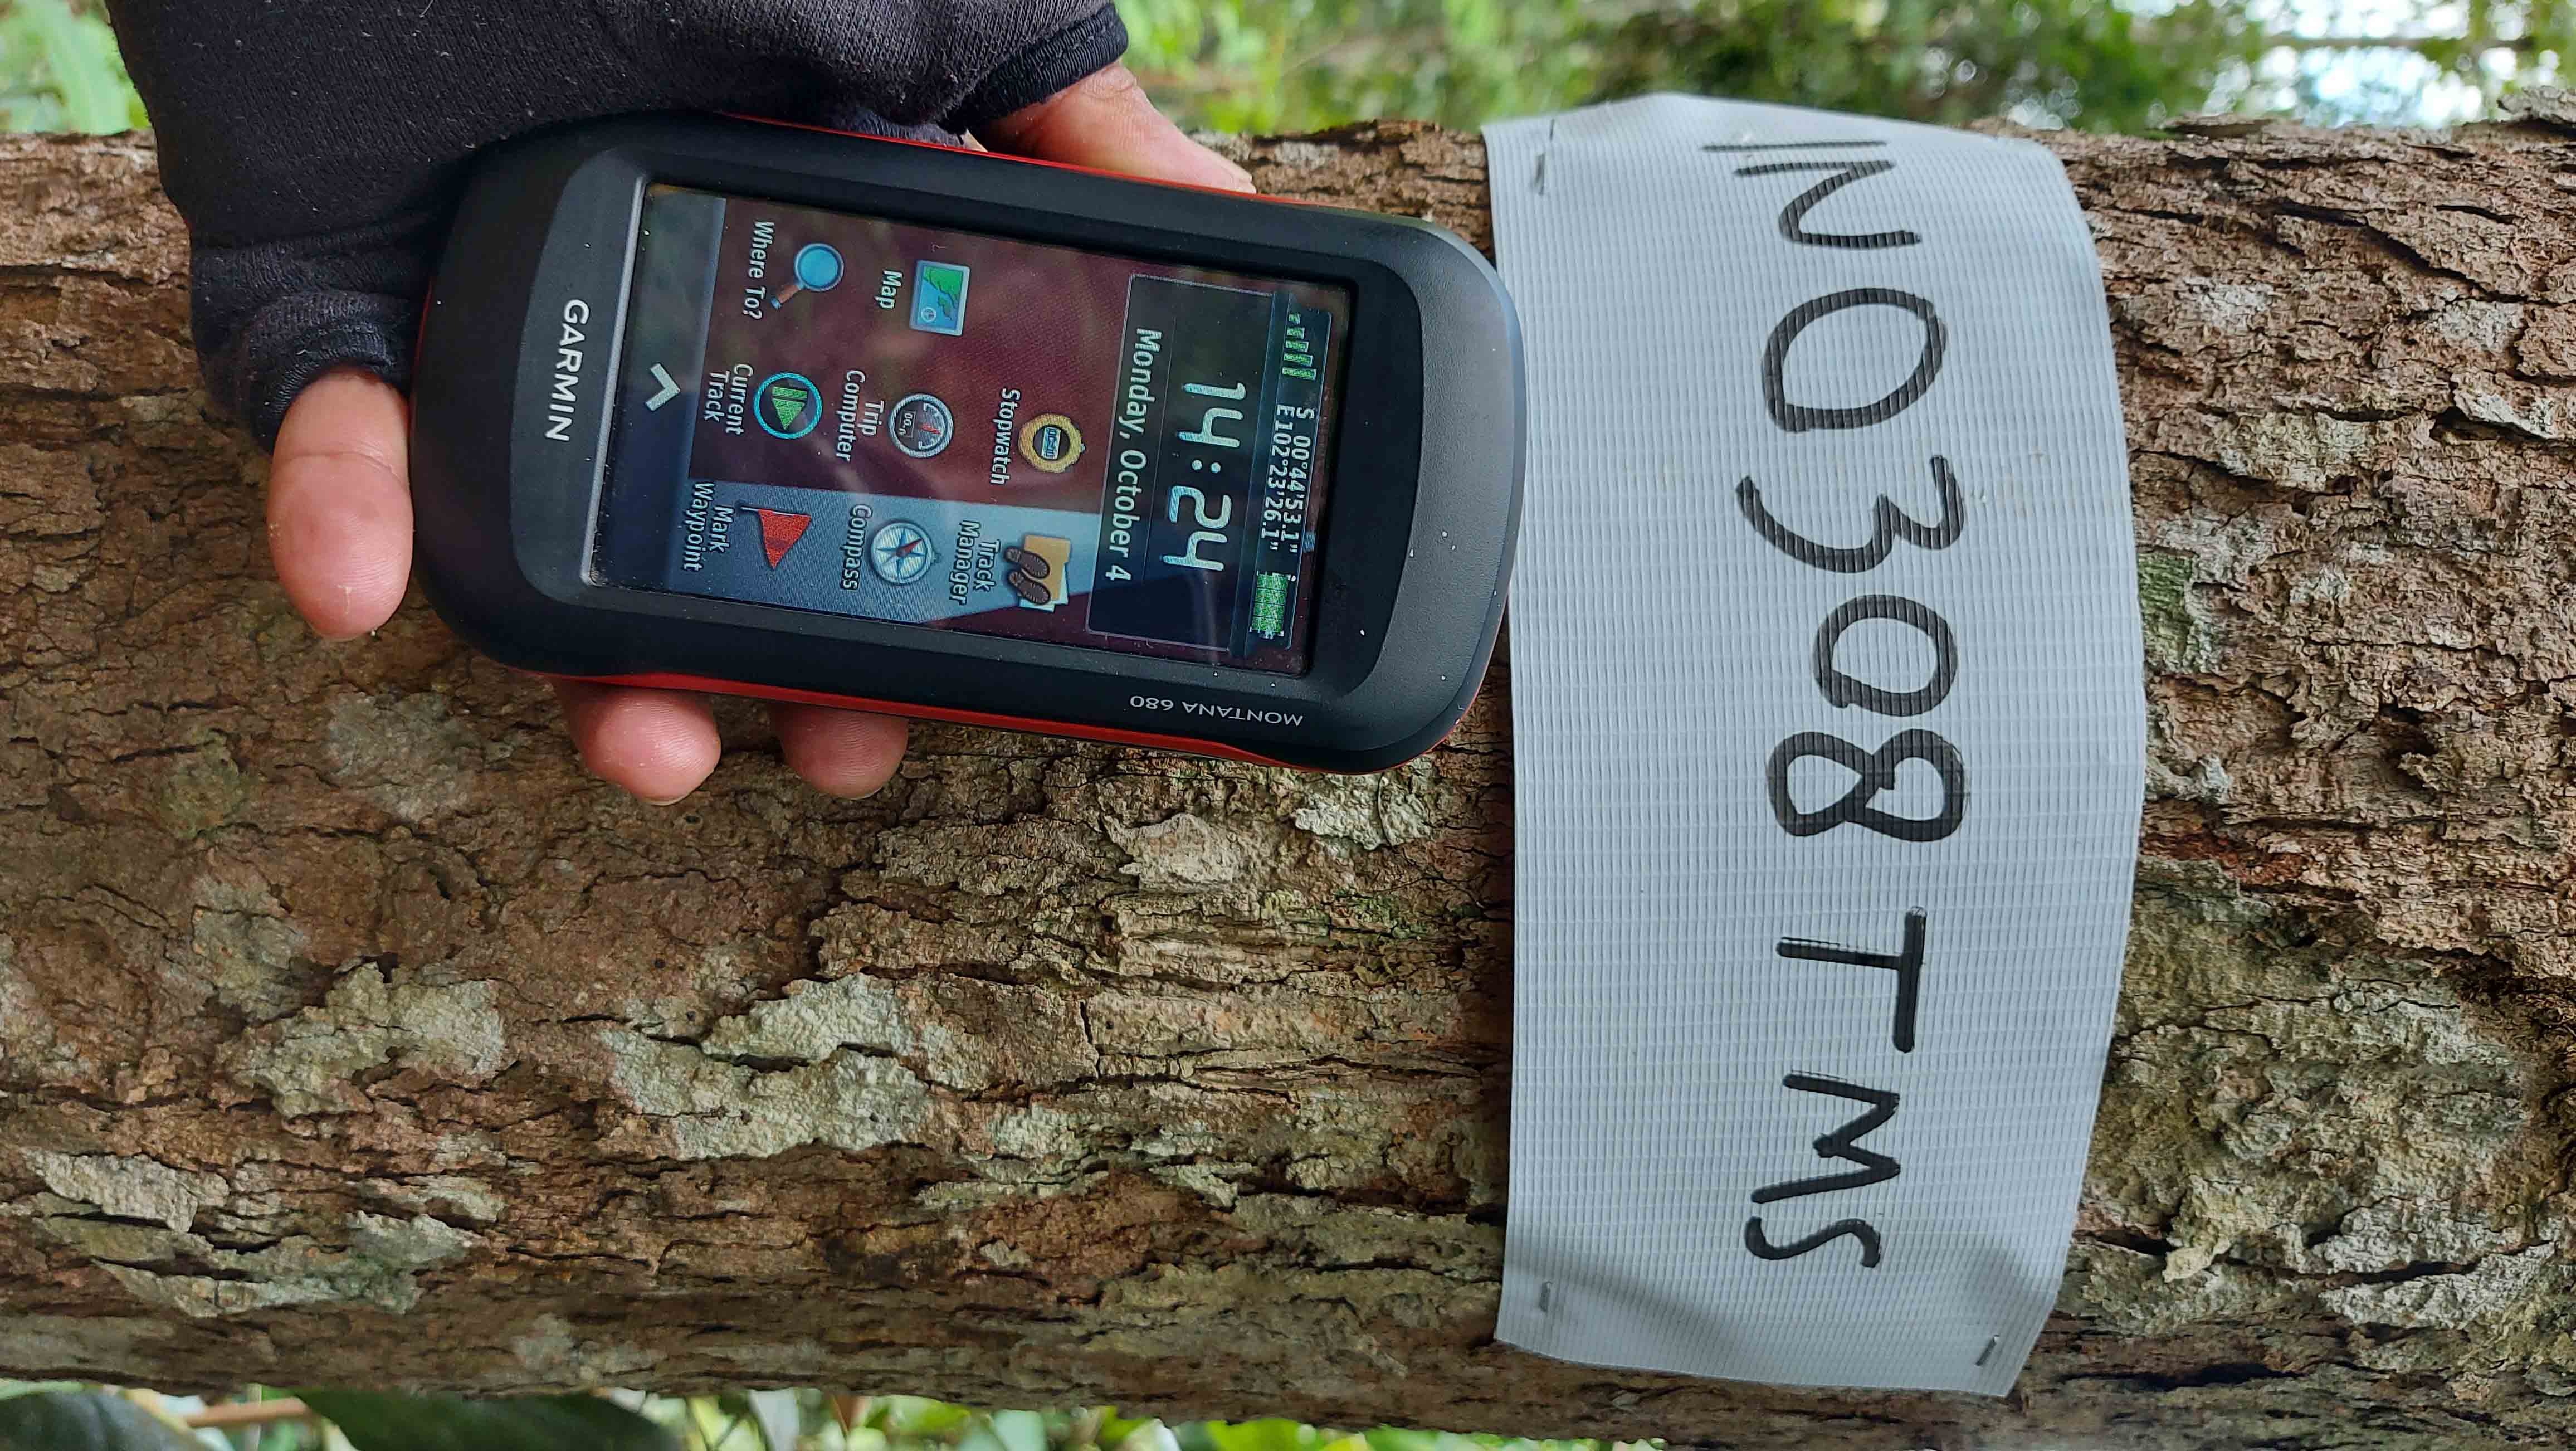 S 00°44'53.1"
E102°23'26.1"
14:24
Monday, October 4
Stopwatch
Track
Manager
Map
Trip
Computer
Compass
Where To?
Current
Track
Mark
Waypoint
GARMIN
MONTANA 680
IN0308TMS